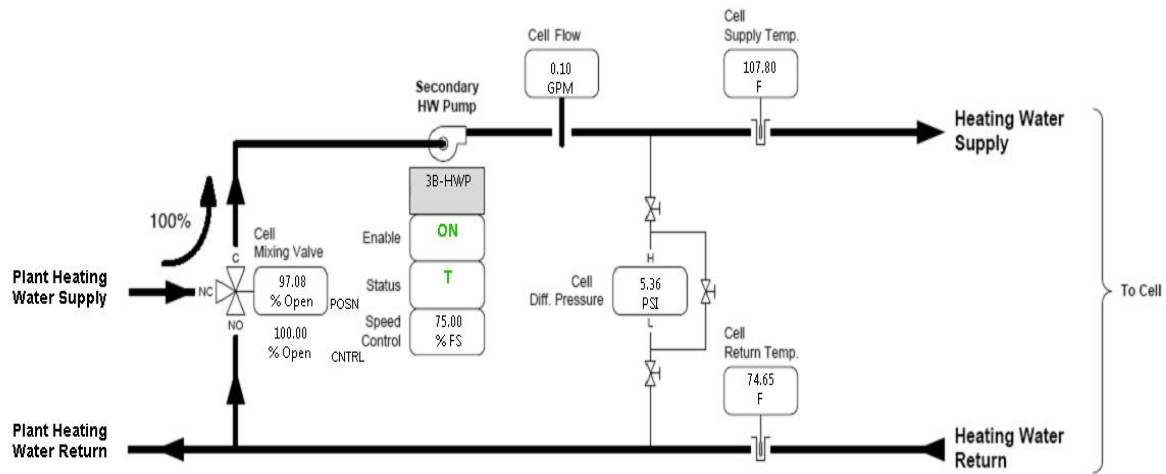 Cell Flow
0.10
GPM
Cell
Supply Temp.
107.80
F
Secondary
HW Pump
Heating Water
Supply
3B-HWP
100%
Enable
ON
Cell
Mixing Valve
C
Plant Heating
Water Supply
NC
97.08
% Open
POSN
Status
T
NO
100.00
% Open
CNTRL
Speed
Control
75.00
% FS
H
Cell
Diff. Pressure
5.36
PSI
L
To Cell
Cell
Return Temp.
74.65
F
Plant Heating
Water Return
Heating Water
Return